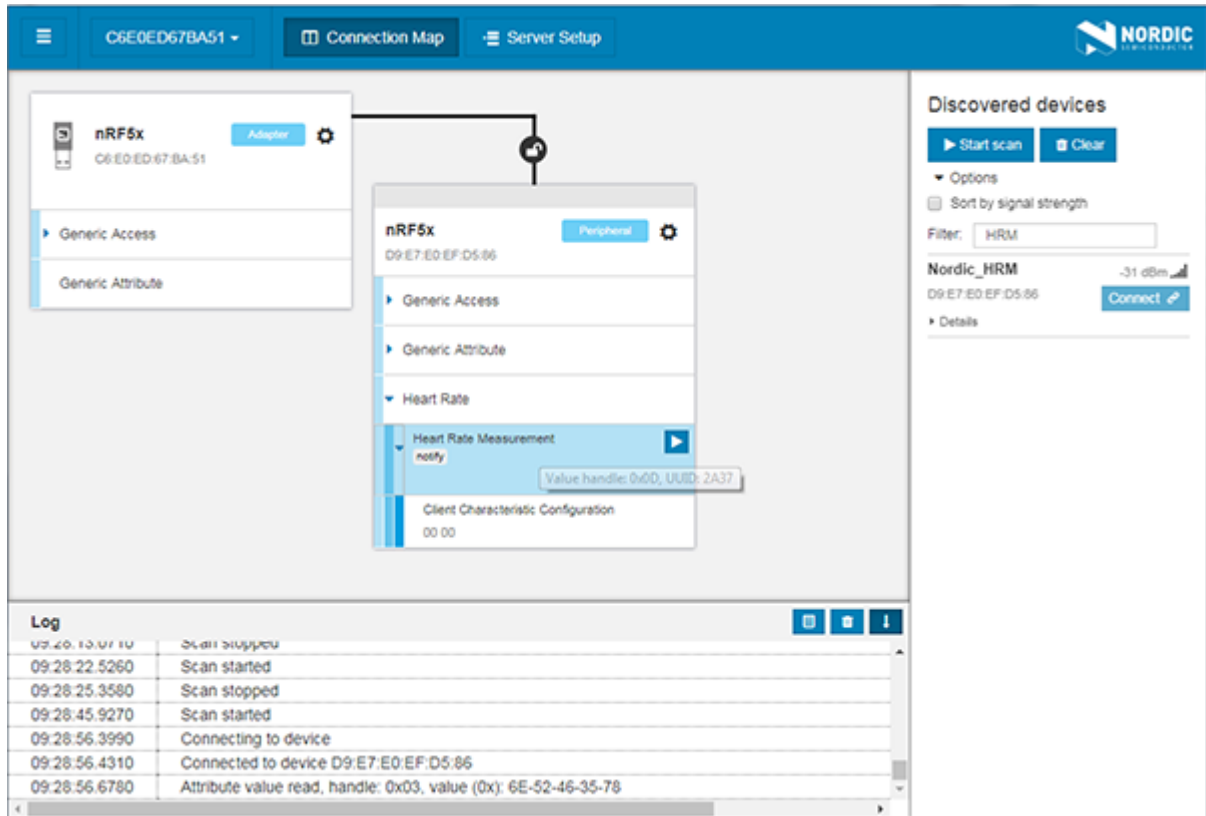 C6E0ED67BA51
Connection Map
Server Setup
NORDIC
SEMICONDUCTOR
nRF5x
Adapter
C6:E0:ED:67:BA:51
Generic Access
Generic Attribute
nRF5x
Peripheral
D9:E7:E0:EF:D5:86
Generic Access
Generic Attribute
Heart Rate
Heart Rate Measurement
notify
Value handle: 0x0D, UUID: 2A37
Client Characteristic Configuration
00 00
Discovered devices
Start scan
Clear
Options
Sort by signal strength
Filter: HRM
Nordic_HRM
-31 dBm
D9:E7:E0:EF:D5:86
Connect
Details
Log
09:28:13.0710 Scan stopped
09:28:22.5260 Scan started
09:28:25.3580 Scan stopped
09:28:45.9270 Scan started
09:28:56.3990 Connecting to device
09:28:56.4310 Connected to device D9:E7:E0:EF:D5:86
09:28:56.6780 Attribute value read, handle: 0x03, value (0x): 6E-52-46-35-78